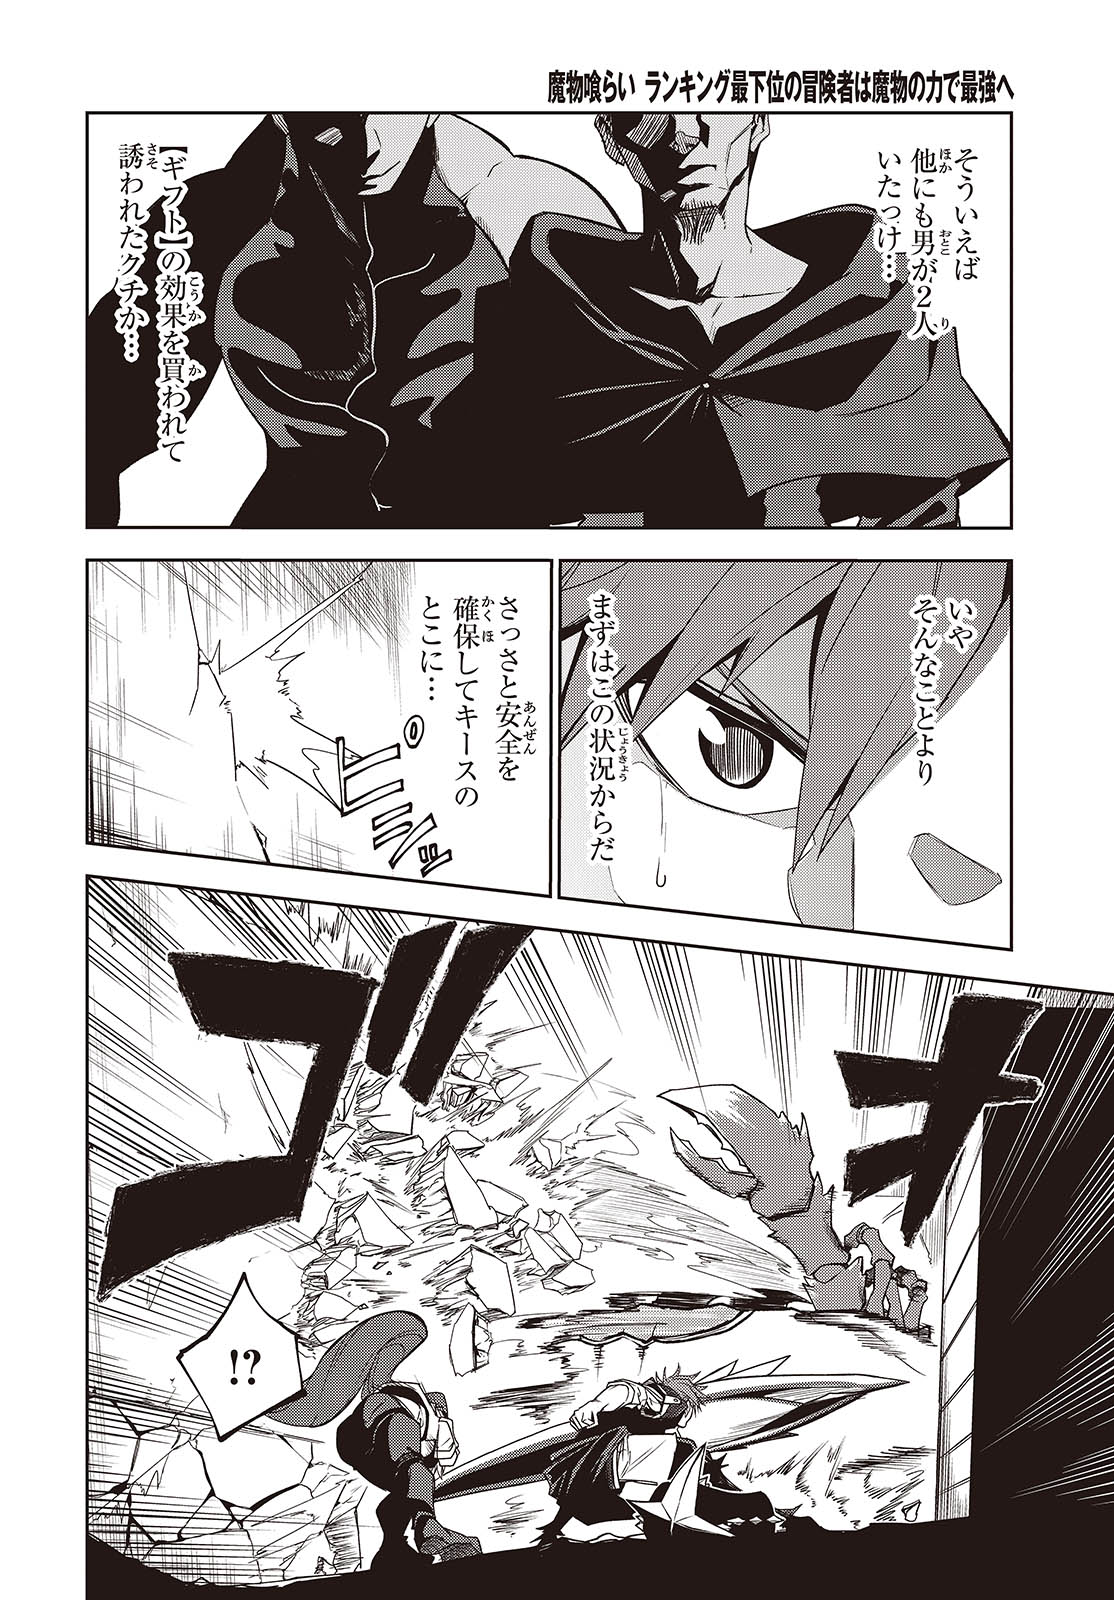 魔物喰らい ランキング最下位の冒険者は魔物の力で最強へ
そういえば
他にも男が2人
いたっけ…
【ギフト】の効果を買われて
誘われたクチか…
いや
そんなことより
まずはこの状況からだ
さっさと安全を
確保してキースの
とこに…
ピシッ
オ
ブ
!?